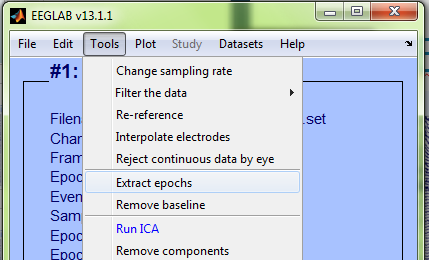 EEGLAB v13.1.1
File Edit Tools Plot Study Datasets Help
#1:
Change sampling rate
Filter the data
Re-reference
Interpolate electrodes
Reject continuous data by eye
Extract epochs
Remove baseline
Run ICA
Remove components
Filena
.set
Chan
Fram
Epoc
Even
Sam
Epoc
Epoc